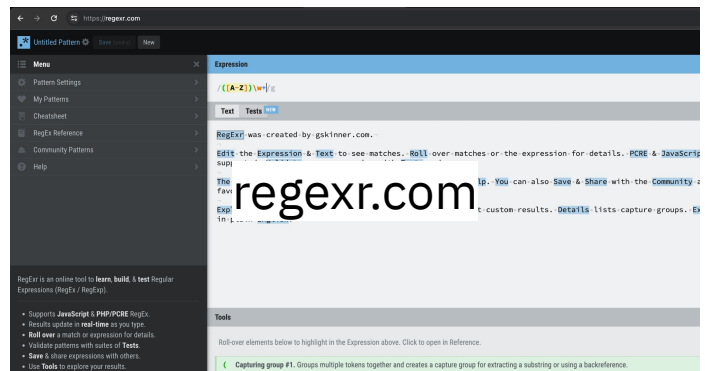 https://regexr.com
Untitled Pattern
Save
New
Menu
Pattern Settings
My Patterns
Cheatsheet
RegEx Reference
Community Patterns
Help
RegExr is an online tool to learn, build, & test Regular
Expressions (RegEx / RegExp).
• Supports JavaScript & PHP/PCRE RegEx.
• Results update in real-time as you type.
• Roll over a match or expression for details.
• Validate patterns with suites of Tests.
• Save & share expressions with others.
• Use Tools to explore your results.
Expression
/([A-Z])\w+/g
Text Tests NEW
RegExr was created by gskinner.com.
Edit the Expression & Text to see matches. Roll over matches or the expression for details. PCRE &
The
You can also Save & Share with the Community
regexr.com
custom results. Details lists capture groups.
Tools
Roll-over elements below to highlight in the Expression above. Click to open in Reference.
( Capturing group #1. Groups multiple tokens together and creates a capture group for extracting a substring or using a backreference.